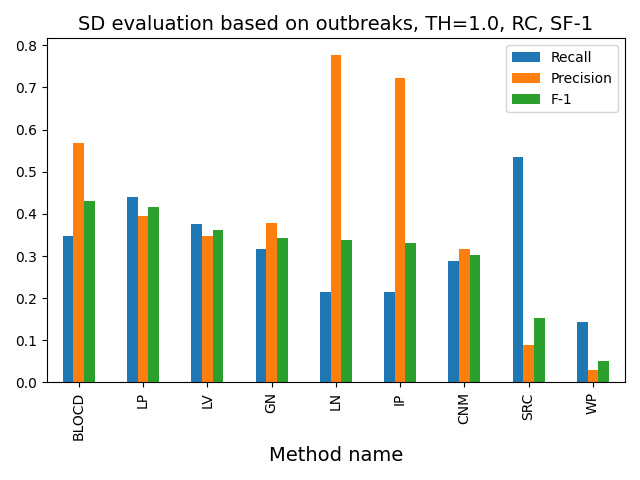 SD evaluation based on outbreaks, TH=1.0, RC, SF-1
Recall
Precision
F-1
0.8
0.7
0.6
0.5
0.4
0.3
0.2
0.1
0.0
BLOCD
LP
LV
GN
LN
IP
CNM
SRC
WP
Method name